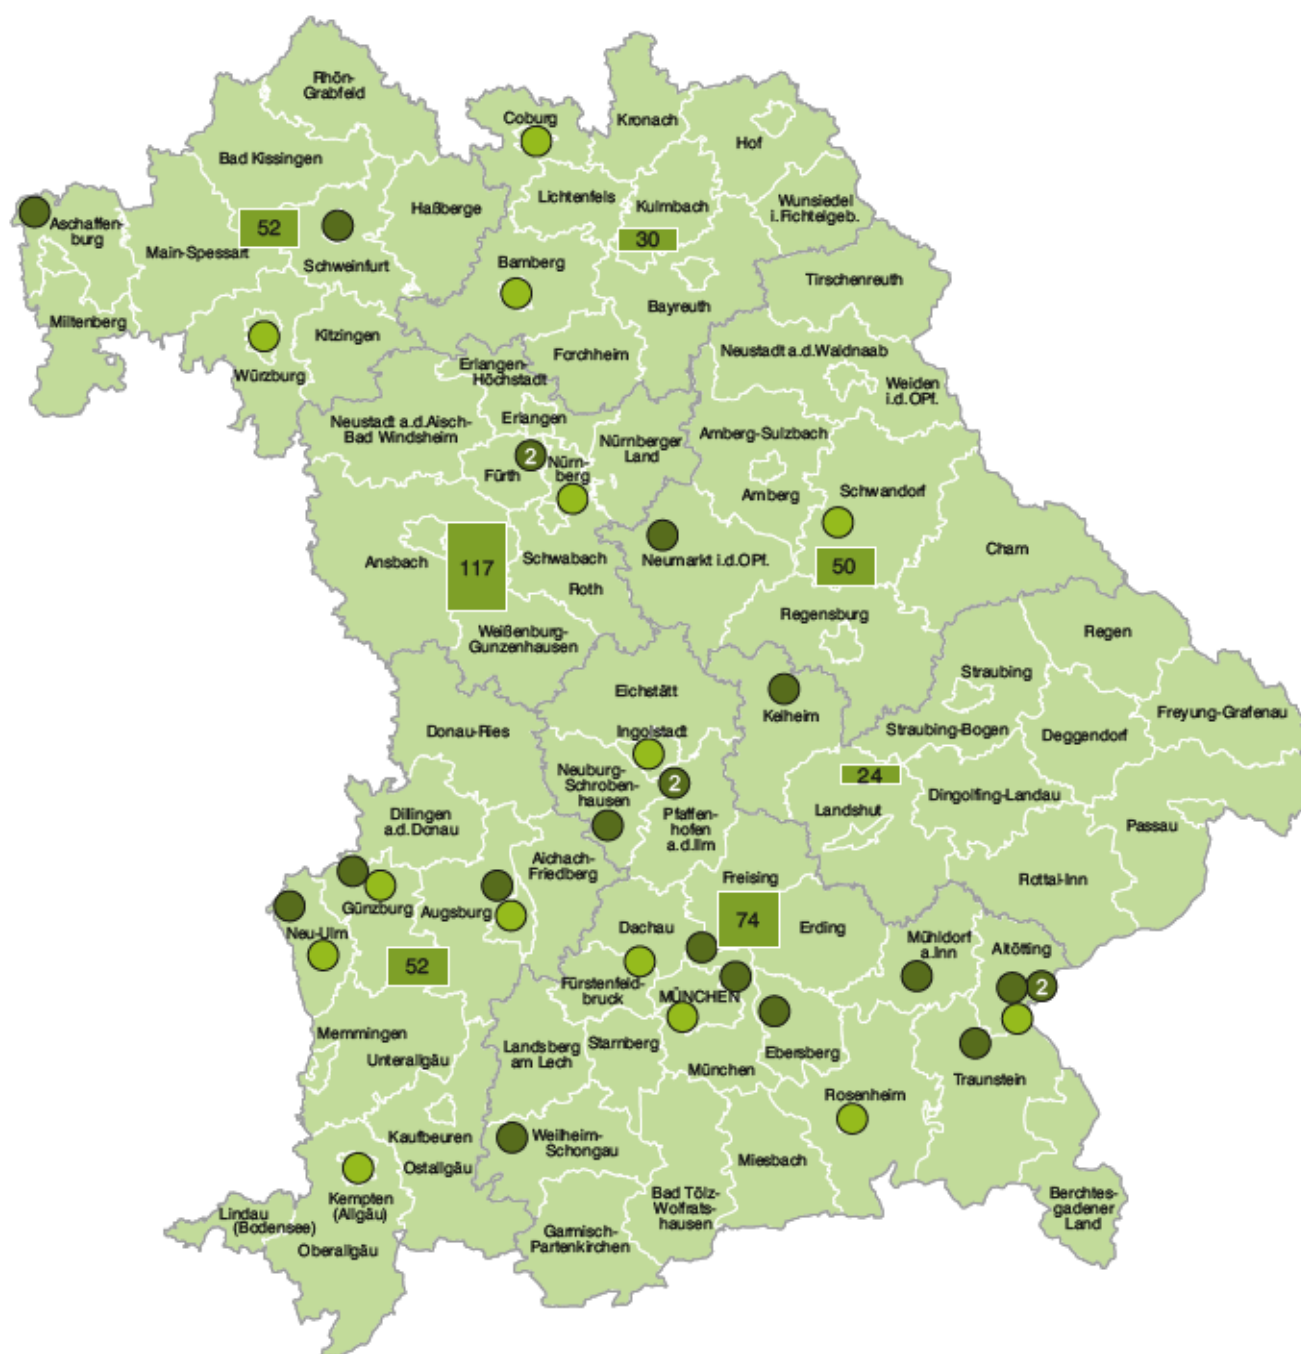 Rhön-
Grabfeld
Coburg
Kronach
Hof
Bad Kissingen
Lichtenfels
Kulmbach
Wunsiedel
i. Fichtelgeb.
Haßberge
Aschaffen-
burg
52
Main-Spessart
Schweinfurt
30
Bamberg
Bayreuth
Tirschenreuth
Miltenberg
Kitzingen
Würzburg
Forchheim
Erlangen-
Höchstadt
Neustadt a.d.Waldnaab
Weiden
i.d.OPf.
Neustadt a.d.Aisch-
Bad Windsheim
Erlangen
Nürnberger
Land
Amberg-Sulzbach
2
Fürth
Nürn-
berg
Amberg
Schwandorf
Ansbach
117
Schwabach
Roth
Neumarkt i.d.OPf.
50
Cham
Weißenburg-
Gunzenhausen
Regensburg
Regen
Straubing
Eichstätt
Kelheim
Freyung-Grafenau
Donau-Ries
Ingolstadt
Straubing-Bogen
Deggendorf
Neuburg-
Schroben-
hausen
2
24
Landshut
Dingolfing-Landau
Passau
Dillingen
a.d.Donau
Pfaffen-
hofen
a.d.Ilm
Aichach-
Friedberg
Freising
Rottal-Inn
Günzburg
Augsburg
74
Dachau
Erding
Neu-Ulm
Mühldorf
a.Inn
Altötting
52
Fürstenfeld-
bruck
MÜNCHEN
2
Memmingen
Unterallgäu
Landsberg
am Lech
Starnberg
München
Ebersberg
Traunstein
Rosenheim
Kaufbeuren
Weilheim-
Schongau
Miesbach
Ostallgäu
Kempten
(Allgäu)
Bad Tölz-
Wolfrats-
hausen
Berchtes-
gadener
Land
Lindau
(Bodensee)
Oberallgäu
Garmisch-
Partenkirchen